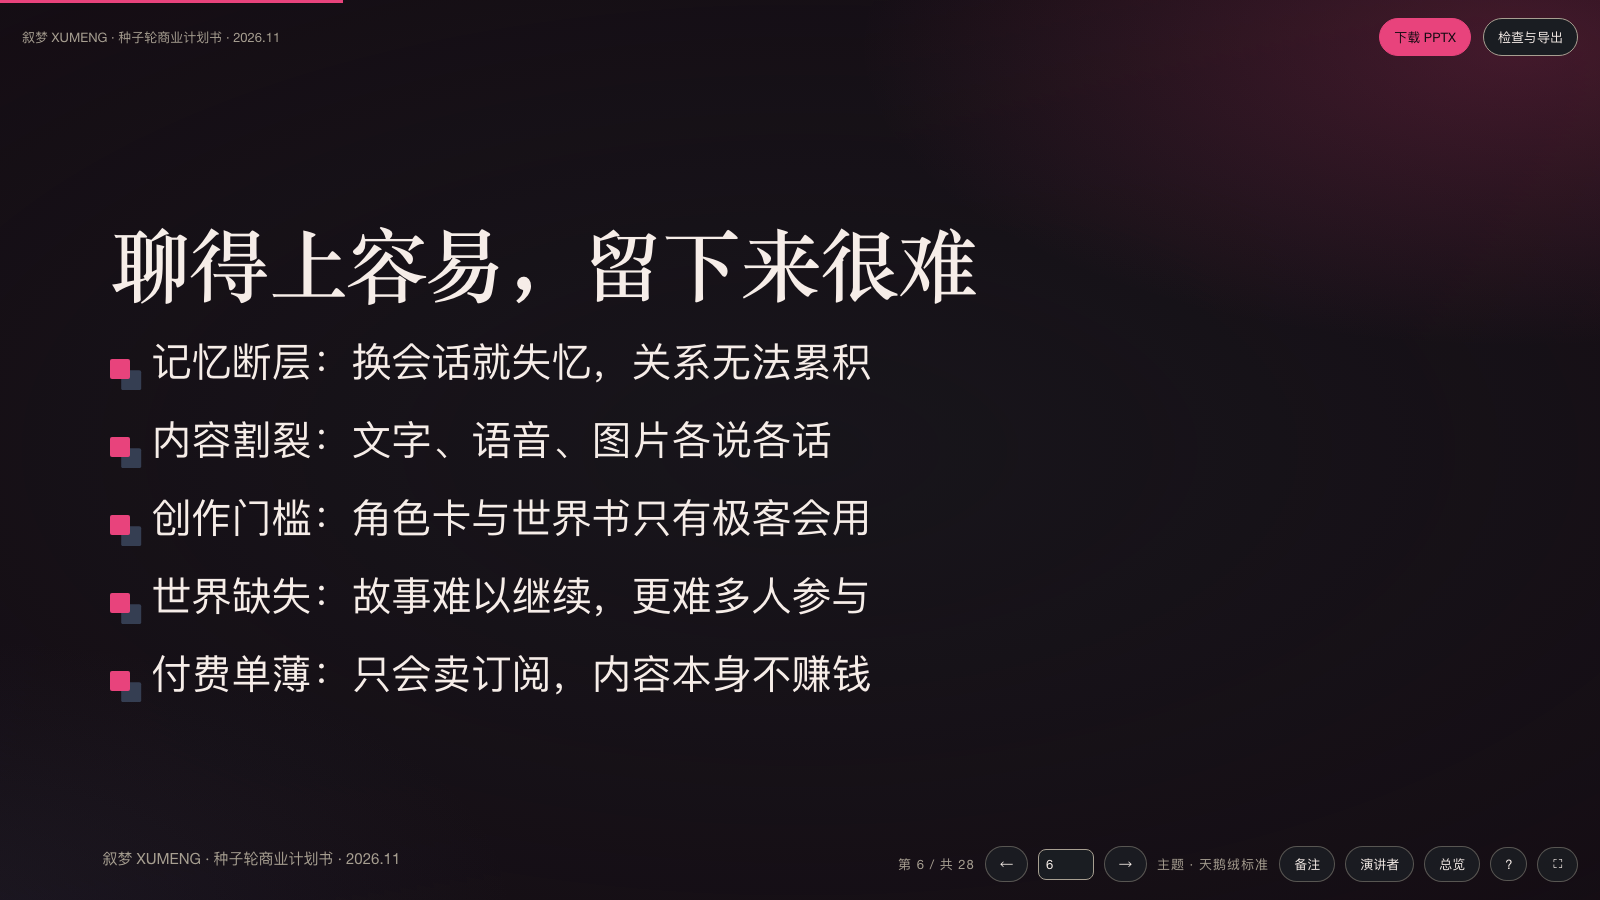 叙梦 XUMENG · 种子轮商业计划书 · 2026.11
下载 PPTX
检查与导出
聊得上容易，留下来很难
记忆断层：换会话就失忆，关系无法累积
内容割裂：文字、语音、图片各说各话
创作门槛：角色卡与世界书只有极客会用
世界缺失：故事难以继续，更难多人参与
付费单薄：只会卖订阅，内容本身不赚钱
叙梦 XUMENG · 种子轮商业计划书 · 2026.11
第 6 / 共 28
←
6
→
主题 · 天鹅绒标准
备注
演讲者
总览
?